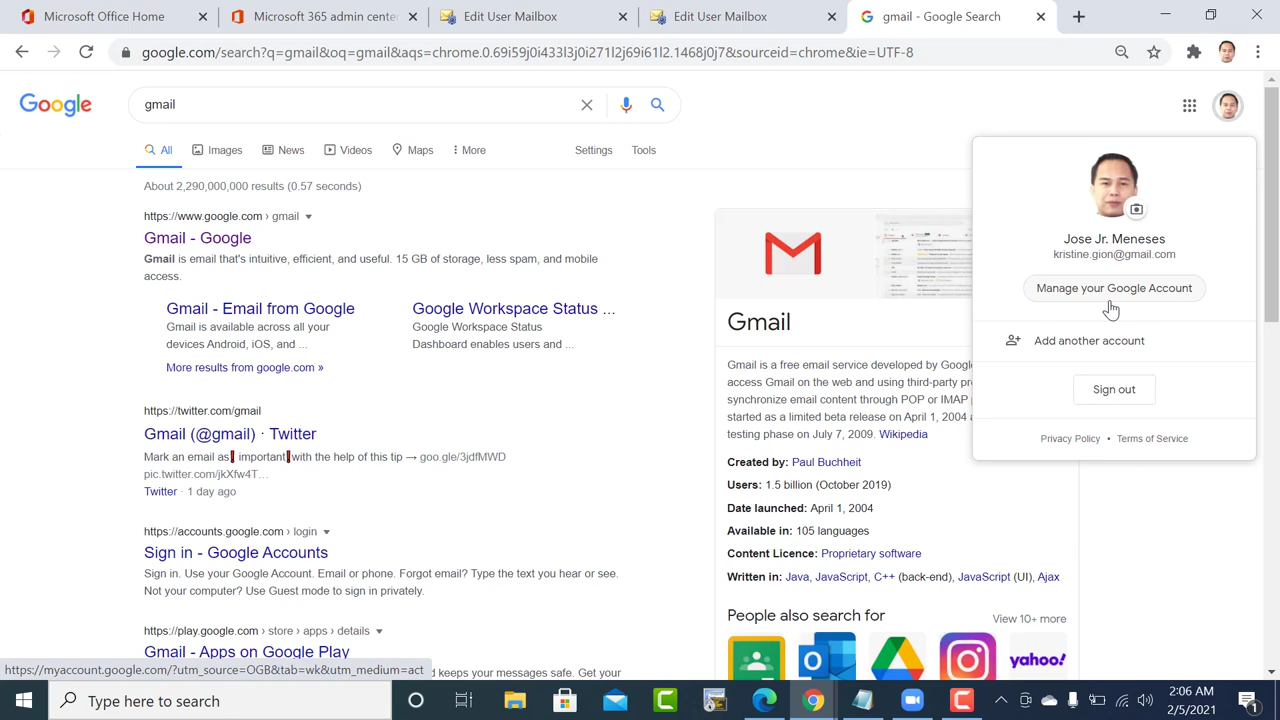 Microsoft Office Home
Microsoft 365 admin cente
Edit User Mailbox
Edit User Mailbox
gmail - Google Search
google.com/search?q=gmail&oq=gmail&aqs=chrome.0.69i59j0i433l3j0i271l2j69i61l2.1468j0j7&sourceid=chrome&ie=UTF-8
Google
gmail
All
Images
News
Videos
Maps
More
Settings
Tools
About 2,290,000,000 results (0.57 seconds)
https://www.google.com › gmail
Gmail - Google
Gmail is email that's intuitive, efficient, and useful. 15 GB of storage, less spam, and mobile
access.
Gmail - Email from Google
Gmail is available across all your
devices Android, iOS, and ...
Google Workspace Status ...
Google Workspace Status
Dashboard enables users and ...
More results from google.com »
https://twitter.com/gmail
Gmail (@gmail) · Twitter
Mark an email as important with the help of this tip → goo.gle/3jdfMWD
pic.twitter.com/jkXfw4T…
Twitter · 1 day ago
https://accounts.google.com › login
Sign in - Google Accounts
Sign in. Use your Google Account. Email or phone. Forgot email? Type the text you hear or see.
Not your computer? Use Guest mode to sign in privately.
https://play.google.com › store › apps › details
Gmail - Apps on Google Play
keeps your messages safe. Get your
https://myaccount.google.com/?utm_source=OGB&tab=wk&utm_medium=act
Gmail
Gmail is a free email service developed by Googl
access Gmail on the web and using third-party pr
synchronize email content through POP or IMAP
started as a limited beta release on April 1, 2004
testing phase on July 7, 2009. Wikipedia
Created by: Paul Buchheit
Users: 1.5 billion (October 2019)
Date launched: April 1, 2004
Available in: 105 languages
Content Licence: Proprietary software
Written in: Java, JavaScript, C++ (back-end), JavaScript (UI), Ajax
People also search for
View 10+ more
yahoo!
Jose Jr. Meneses
kristine.gion@gmail.com
Manage your Google Account
Add another account
Sign out
Privacy Policy • Terms of Service
Type here to search
2:06 AM
2/5/2021
1